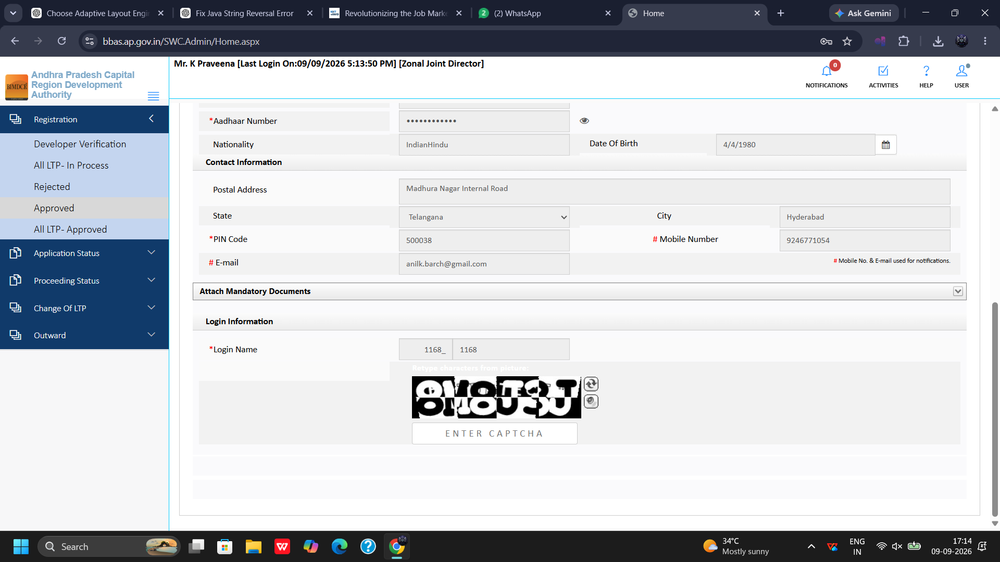 Choose Adaptive Layout Engi
Fix Java String Reversal Error
Revolutionizing the Job Marke
(2) WhatsApp
Home
Ask Gemini
bbas.ap.gov.in/SWC.Admin/Home.aspx
Andhra Pradesh Capital
Region Development
Authority
BIMDCR
Mr. K Praveena [Last Login On:09/09/2026 5:13:50 PM] [Zonal Joint Director]
0
NOTIFICATIONS
ACTIVITIES
HELP
USER
Registration
Developer Verification
All LTP- In Process
Rejected
Approved
All LTP- Approved
Application Status
Proceeding Status
Change Of LTP
Outward
*Aadhaar Number ••••••••••••
Nationality IndianHindu Date Of Birth 4/4/1980
Contact Information
Postal Address Madhura Nagar Internal Road
State Telangana City Hyderabad
*PIN Code 500038 # Mobile Number 9246771054
# E-mail anilk.barch@gmail.com # Mobile No. & E-mail used for notifications.
Attach Mandatory Documents
Login Information
*Login Name 1168_ 1168
Retype characters from picture:
ENTER CAPTCHA
Search
34°C
Mostly sunny
ENG
IN
17:14
09-09-2026